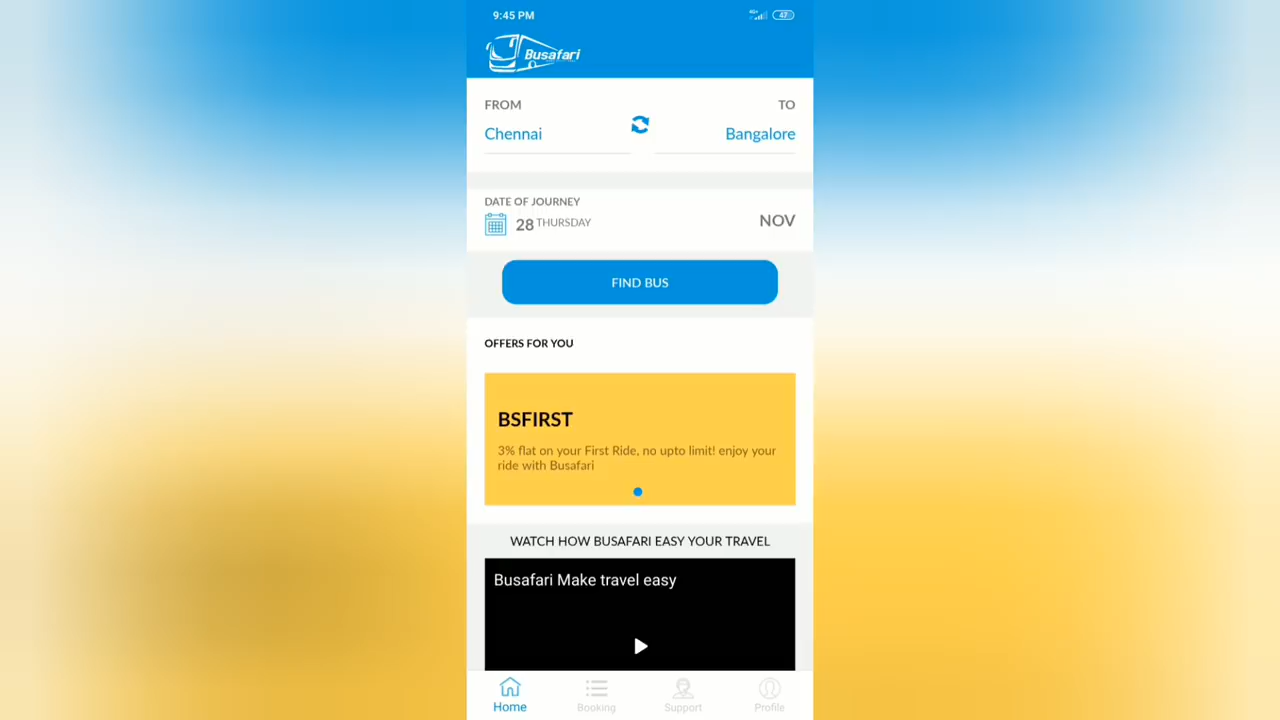 9:45 PM
4G+
47
Busafari
FROM
TO
Chennai
Bangalore
DATE OF JOURNEY
28 THURSDAY
NOV
FIND BUS
OFFERS FOR YOU
BSFIRST
3% flat on your First Ride, no upto limit! enjoy your
ride with Busafari
WATCH HOW BUSAFARI EASY YOUR TRAVEL
Busafari Make travel easy
Home
Booking
Support
Profile